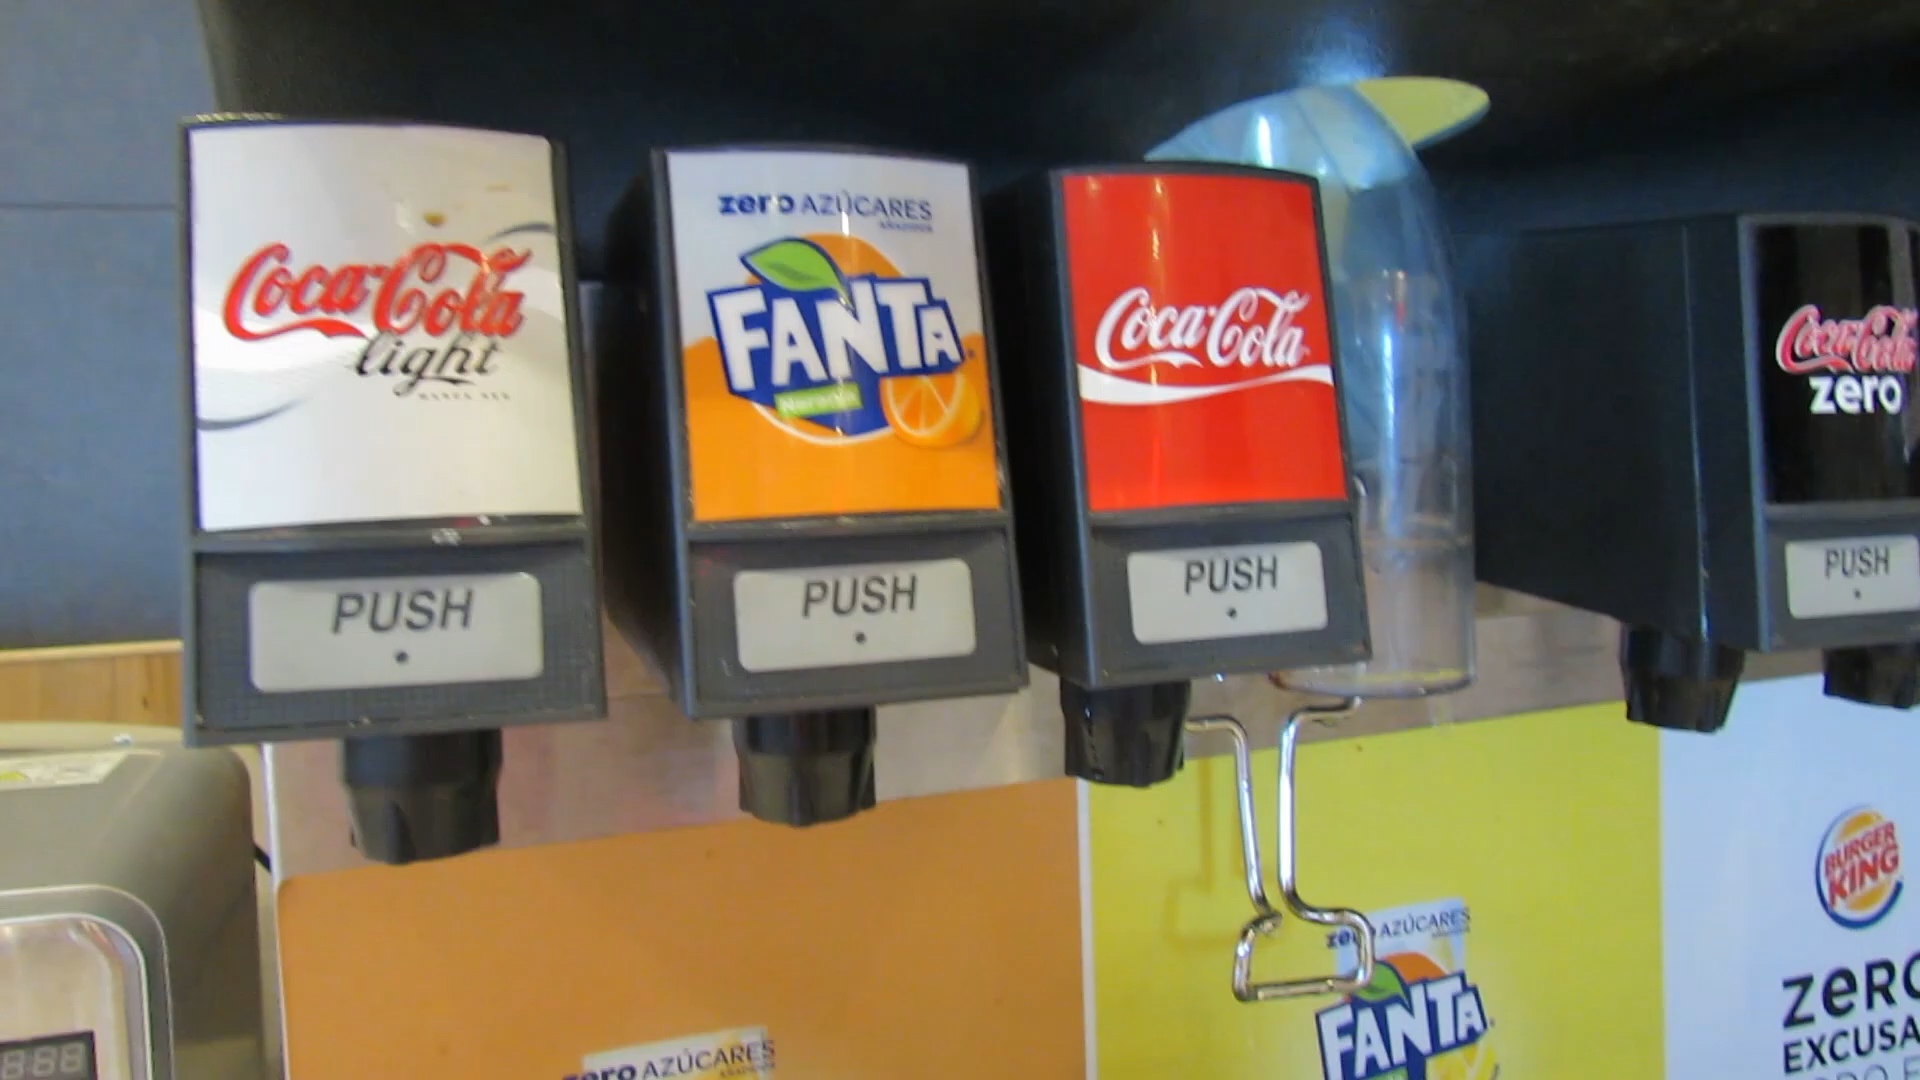 Coca-Cola
light
PUSH
zero AZÚCARES
AÑADIDOS
FANTA
Naranja
PUSH
Coca-Cola
PUSH
Coca-Cola
zero
PUSH
zero AZÚCARES
zero AZÚCARES
FANTA
BURGER
KING
ZERO
EXCUSA